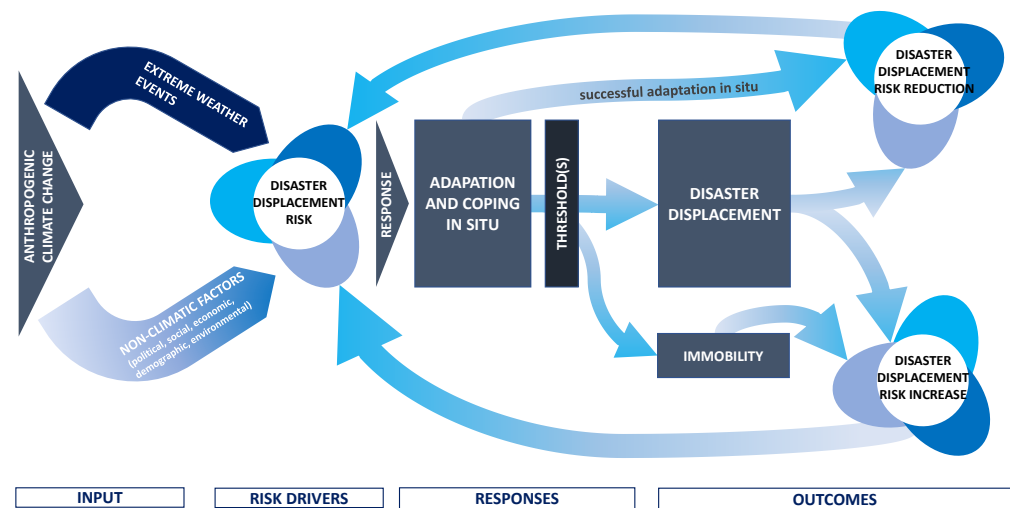 ANTHROPOGENIC
CLIMATE CHANGE
EXTREME WEATHER
EVENTS
NON-CLIMATIC FACTORS
(political, social, economic,
demographic, environmental)
DISASTER
DISPLACEMENT
RISK
RESPONSE
ADAPATION
AND COPING
IN SITU
THRESHOLD(S)
successful adaptation in situ
DISASTER
DISPLACEMENT
IMMOBILITY
DISASTER
DISPLACEMENT
RISK REDUCTION
DISASTER
DISPLACEMENT
RISK INCREASE
INPUT
RISK DRIVERS
RESPONSES
OUTCOMES